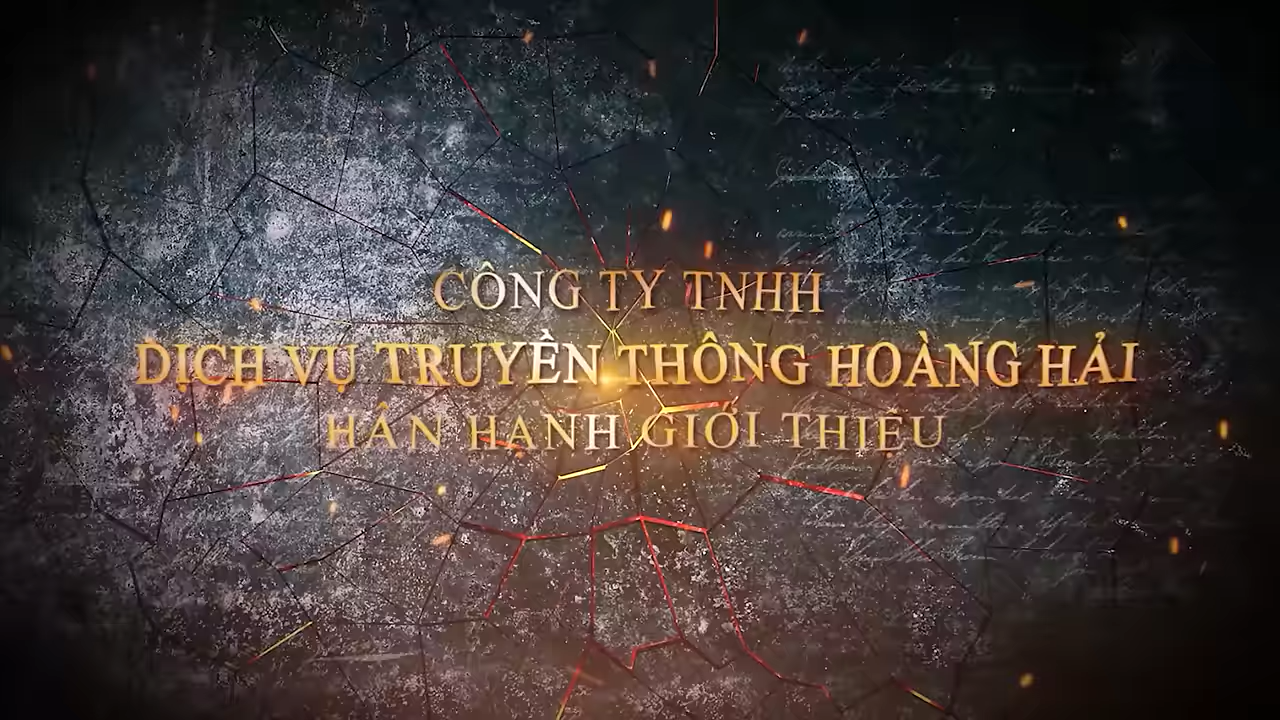 CÔNG TY TNHH
DỊCH VỤ TRUYỀN THÔNG HOÀNG HẢI
HÂN HẠNH GIỚI THIỆU